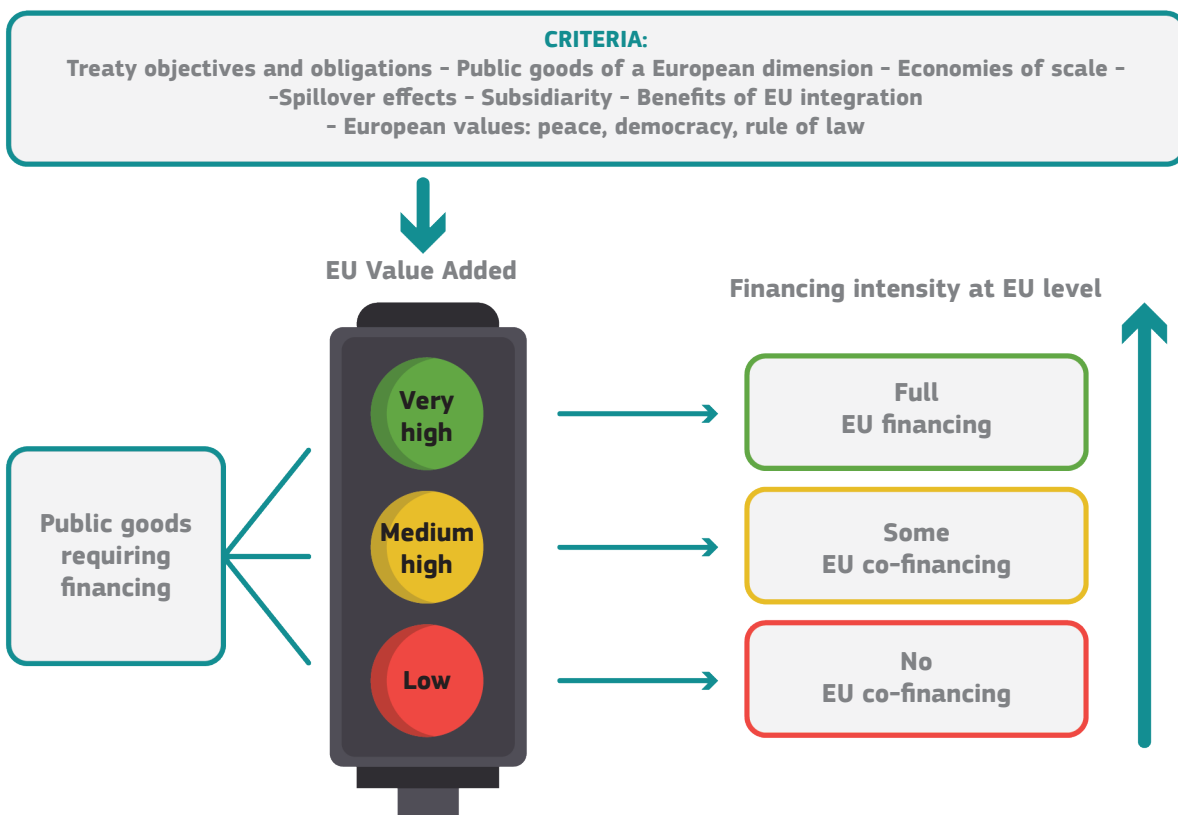 CRITERIA:
Treaty objectives and obligations - Public goods of a European dimension - Economies of scale -
-Spillover effects - Subsidiarity - Benefits of EU integration
- European values: peace, democracy, rule of law
EU Value Added
Financing intensity at EU level
Public goods
requiring
financing
Very
high
Full
EU financing
Medium
high
Some
EU co-financing
Low
No
EU co-financing